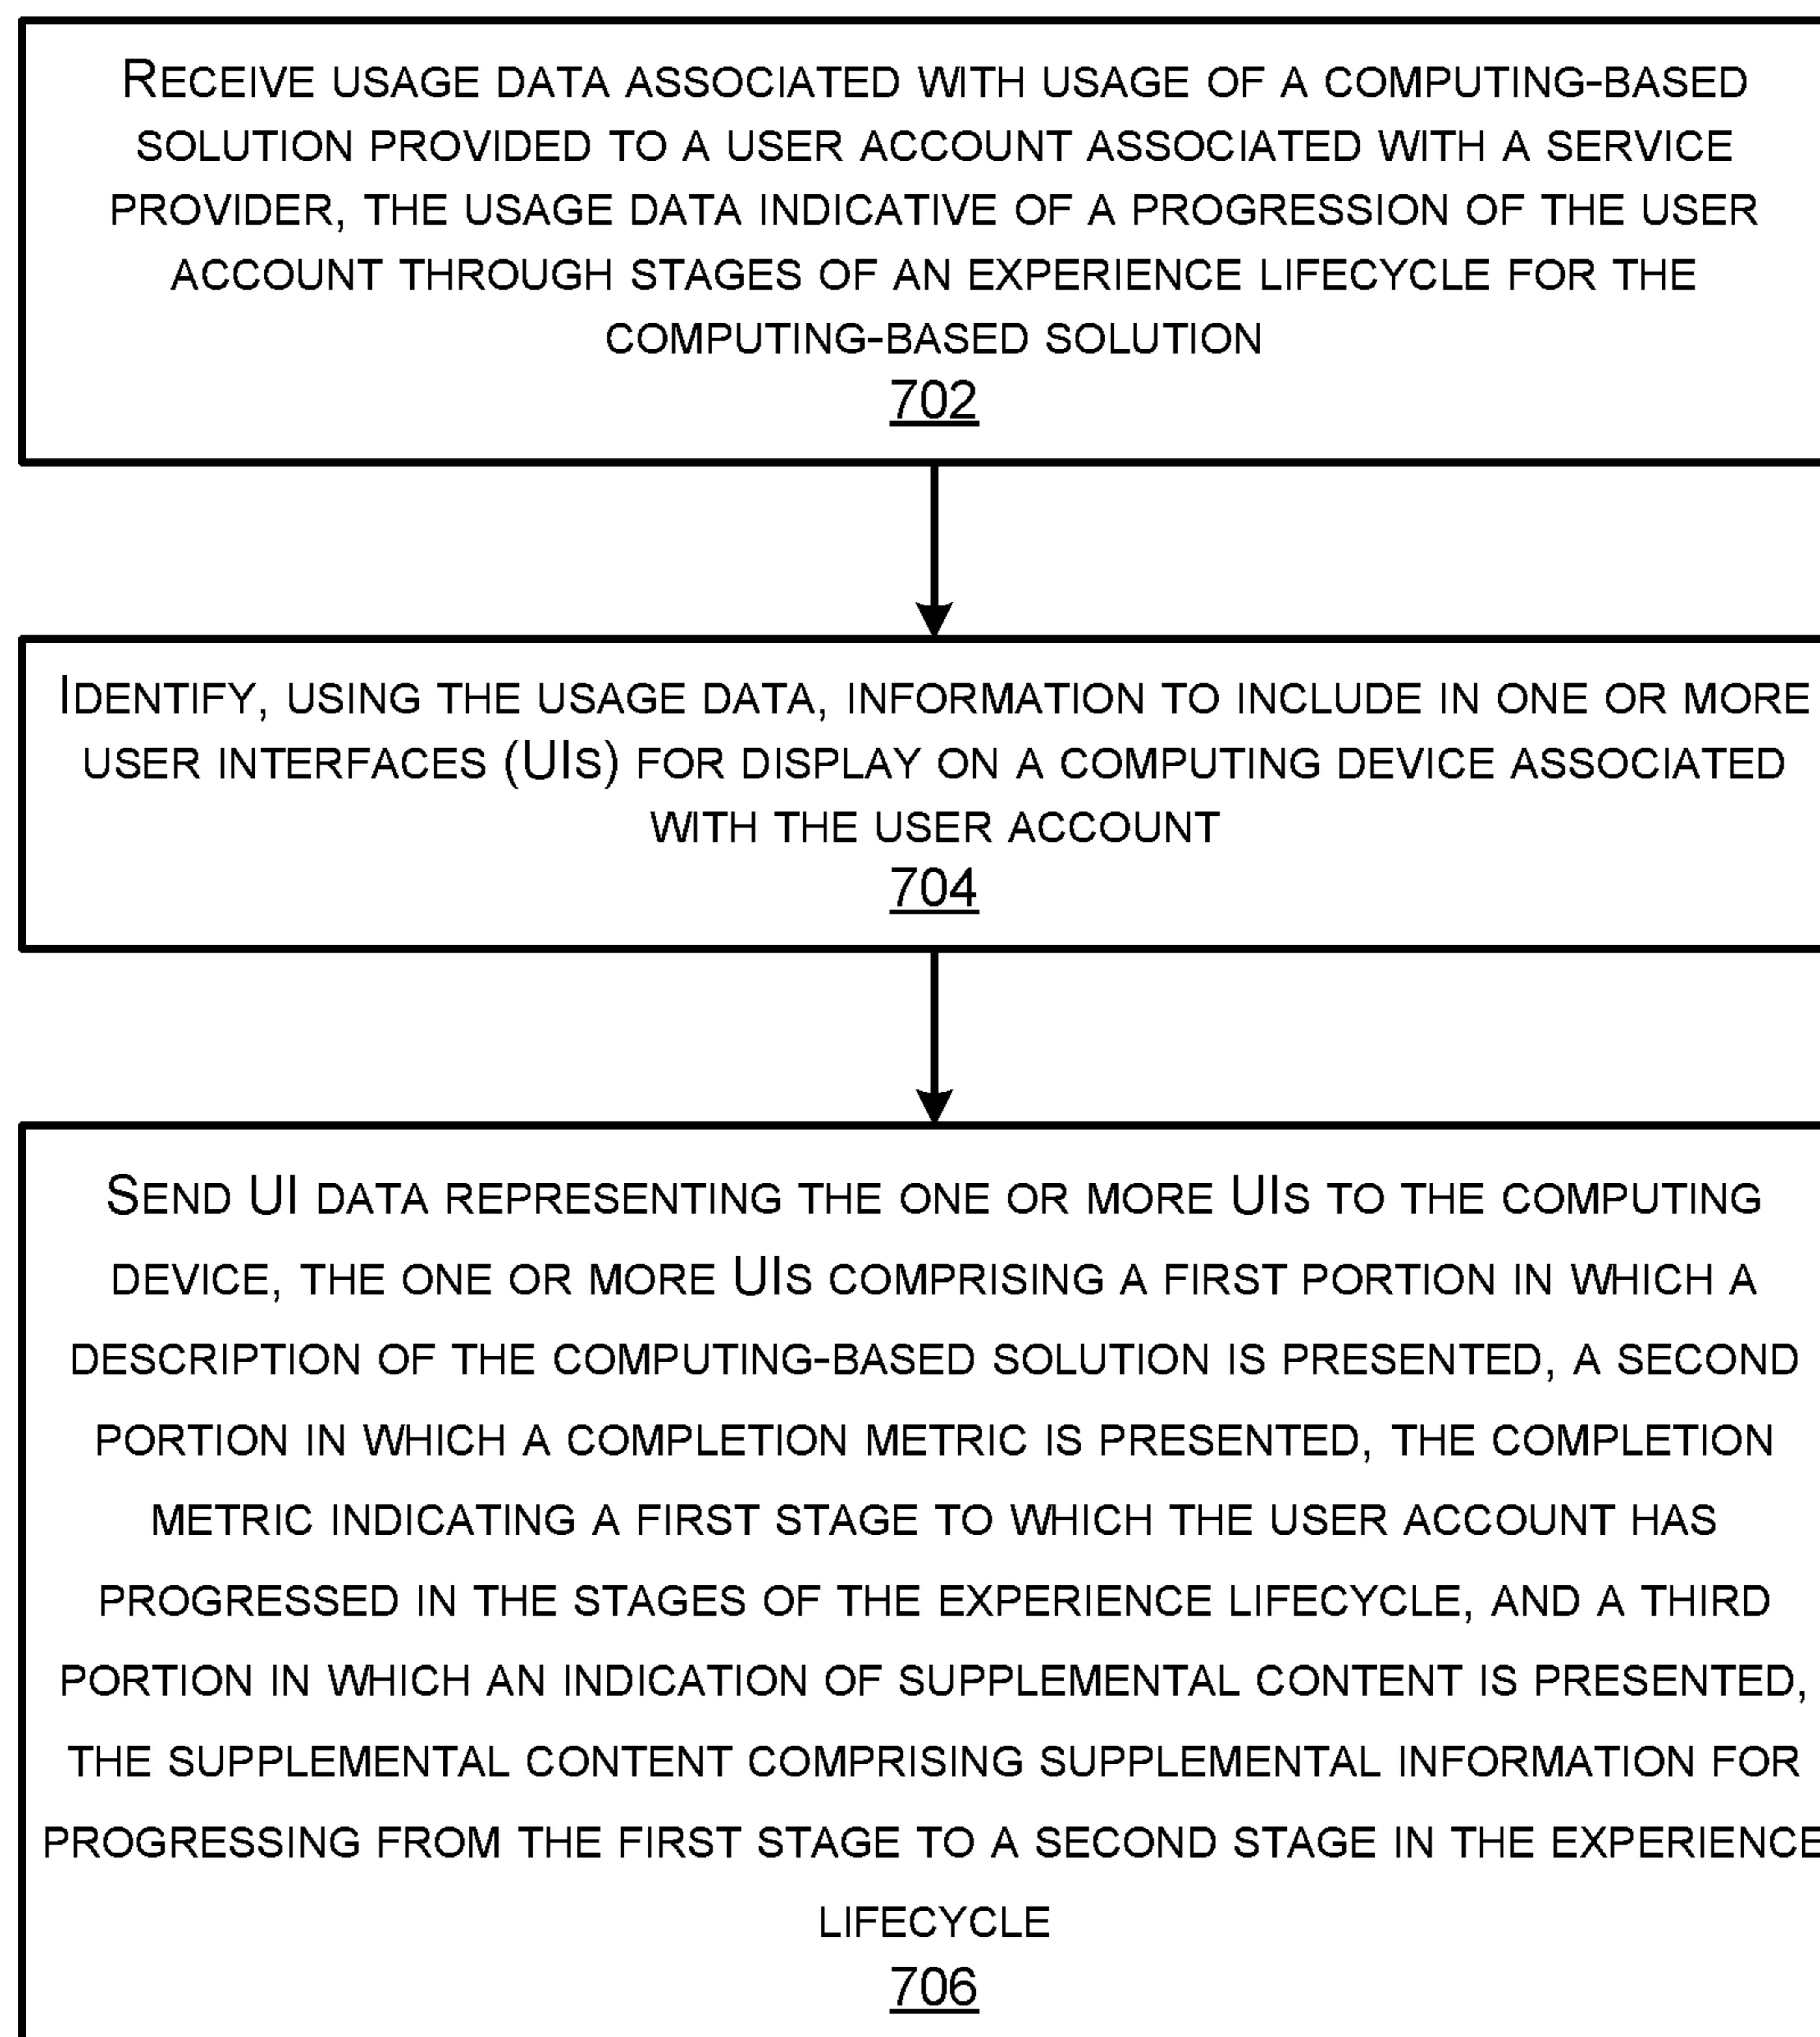 RECEIVE USAGE DATA ASSOCIATED WITH USAGE OF A COMPUTING-BASED
SOLUTION PROVIDED TO A USER ACCOUNT ASSOCIATED WITH A SERVICE
PROVIDER, THE USAGE DATA INDICATIVE OF A PROGRESSION OF THE USER
ACCOUNT THROUGH STAGES OF AN EXPERIENCE LIFECYCLE FOR THE
COMPUTING-BASED SOLUTION
702
IDENTIFY, USING THE USAGE DATA, INFORMATION TO INCLUDE IN ONE OR MORE
USER INTERFACES (UIS) FOR DISPLAY ON A COMPUTING DEVICE ASSOCIATED
WITH THE USER ACCOUNT
704
SEND UI DATA REPRESENTING THE ONE OR MORE UIS TO THE COMPUTING
DEVICE, THE ONE OR MORE UIS COMPRISING A FIRST PORTION IN WHICH A
DESCRIPTION OF THE COMPUTING-BASED SOLUTION IS PRESENTED, A SECOND
PORTION IN WHICH A COMPLETION METRIC IS PRESENTED, THE COMPLETION
METRIC INDICATING A FIRST STAGE TO WHICH THE USER ACCOUNT HAS
PROGRESSED IN THE STAGES OF THE EXPERIENCE LIFECYCLE, AND A THIRD
PORTION IN WHICH AN INDICATION OF SUPPLEMENTAL CONTENT IS PRESENTED,
THE SUPPLEMENTAL CONTENT COMPRISING SUPPLEMENTAL INFORMATION FOR
PROGRESSING FROM THE FIRST STAGE TO A SECOND STAGE IN THE EXPERIENCE
LIFECYCLE
706